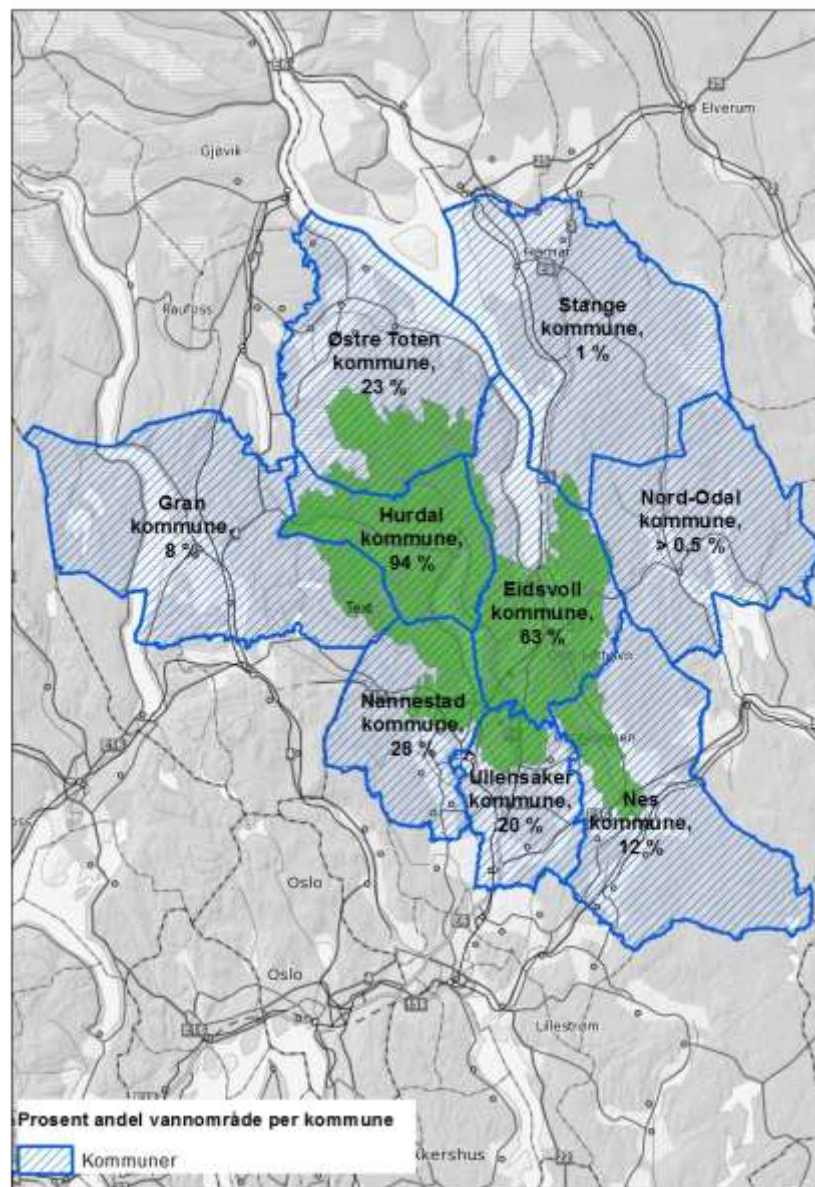 Elverum
Gjøvik
Hamar
Raufoss
Stange
kommune,
1 %
Østre Toten
kommune,
23 %
Gran
kommune,
8 %
Hurdal
kommune,
94 %
Nord-Odal
kommune,
> 0,5 %
Eidsvoll
kommune,
63 %
Text
Nannestad
kommune,
28 %
Ullensaker
kommune,
20 %
Nes
kommune,
12 %
Oslo
Oslo
Lillestrøm
Prosent andel vannområde per kommune
Kommuner
kershus